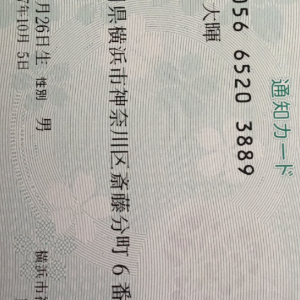 通知カード
056 6520 3889
大暉
県横浜市神奈川区斎藤分町6番
月26日生 性別 男
年10月 5日
横浜市